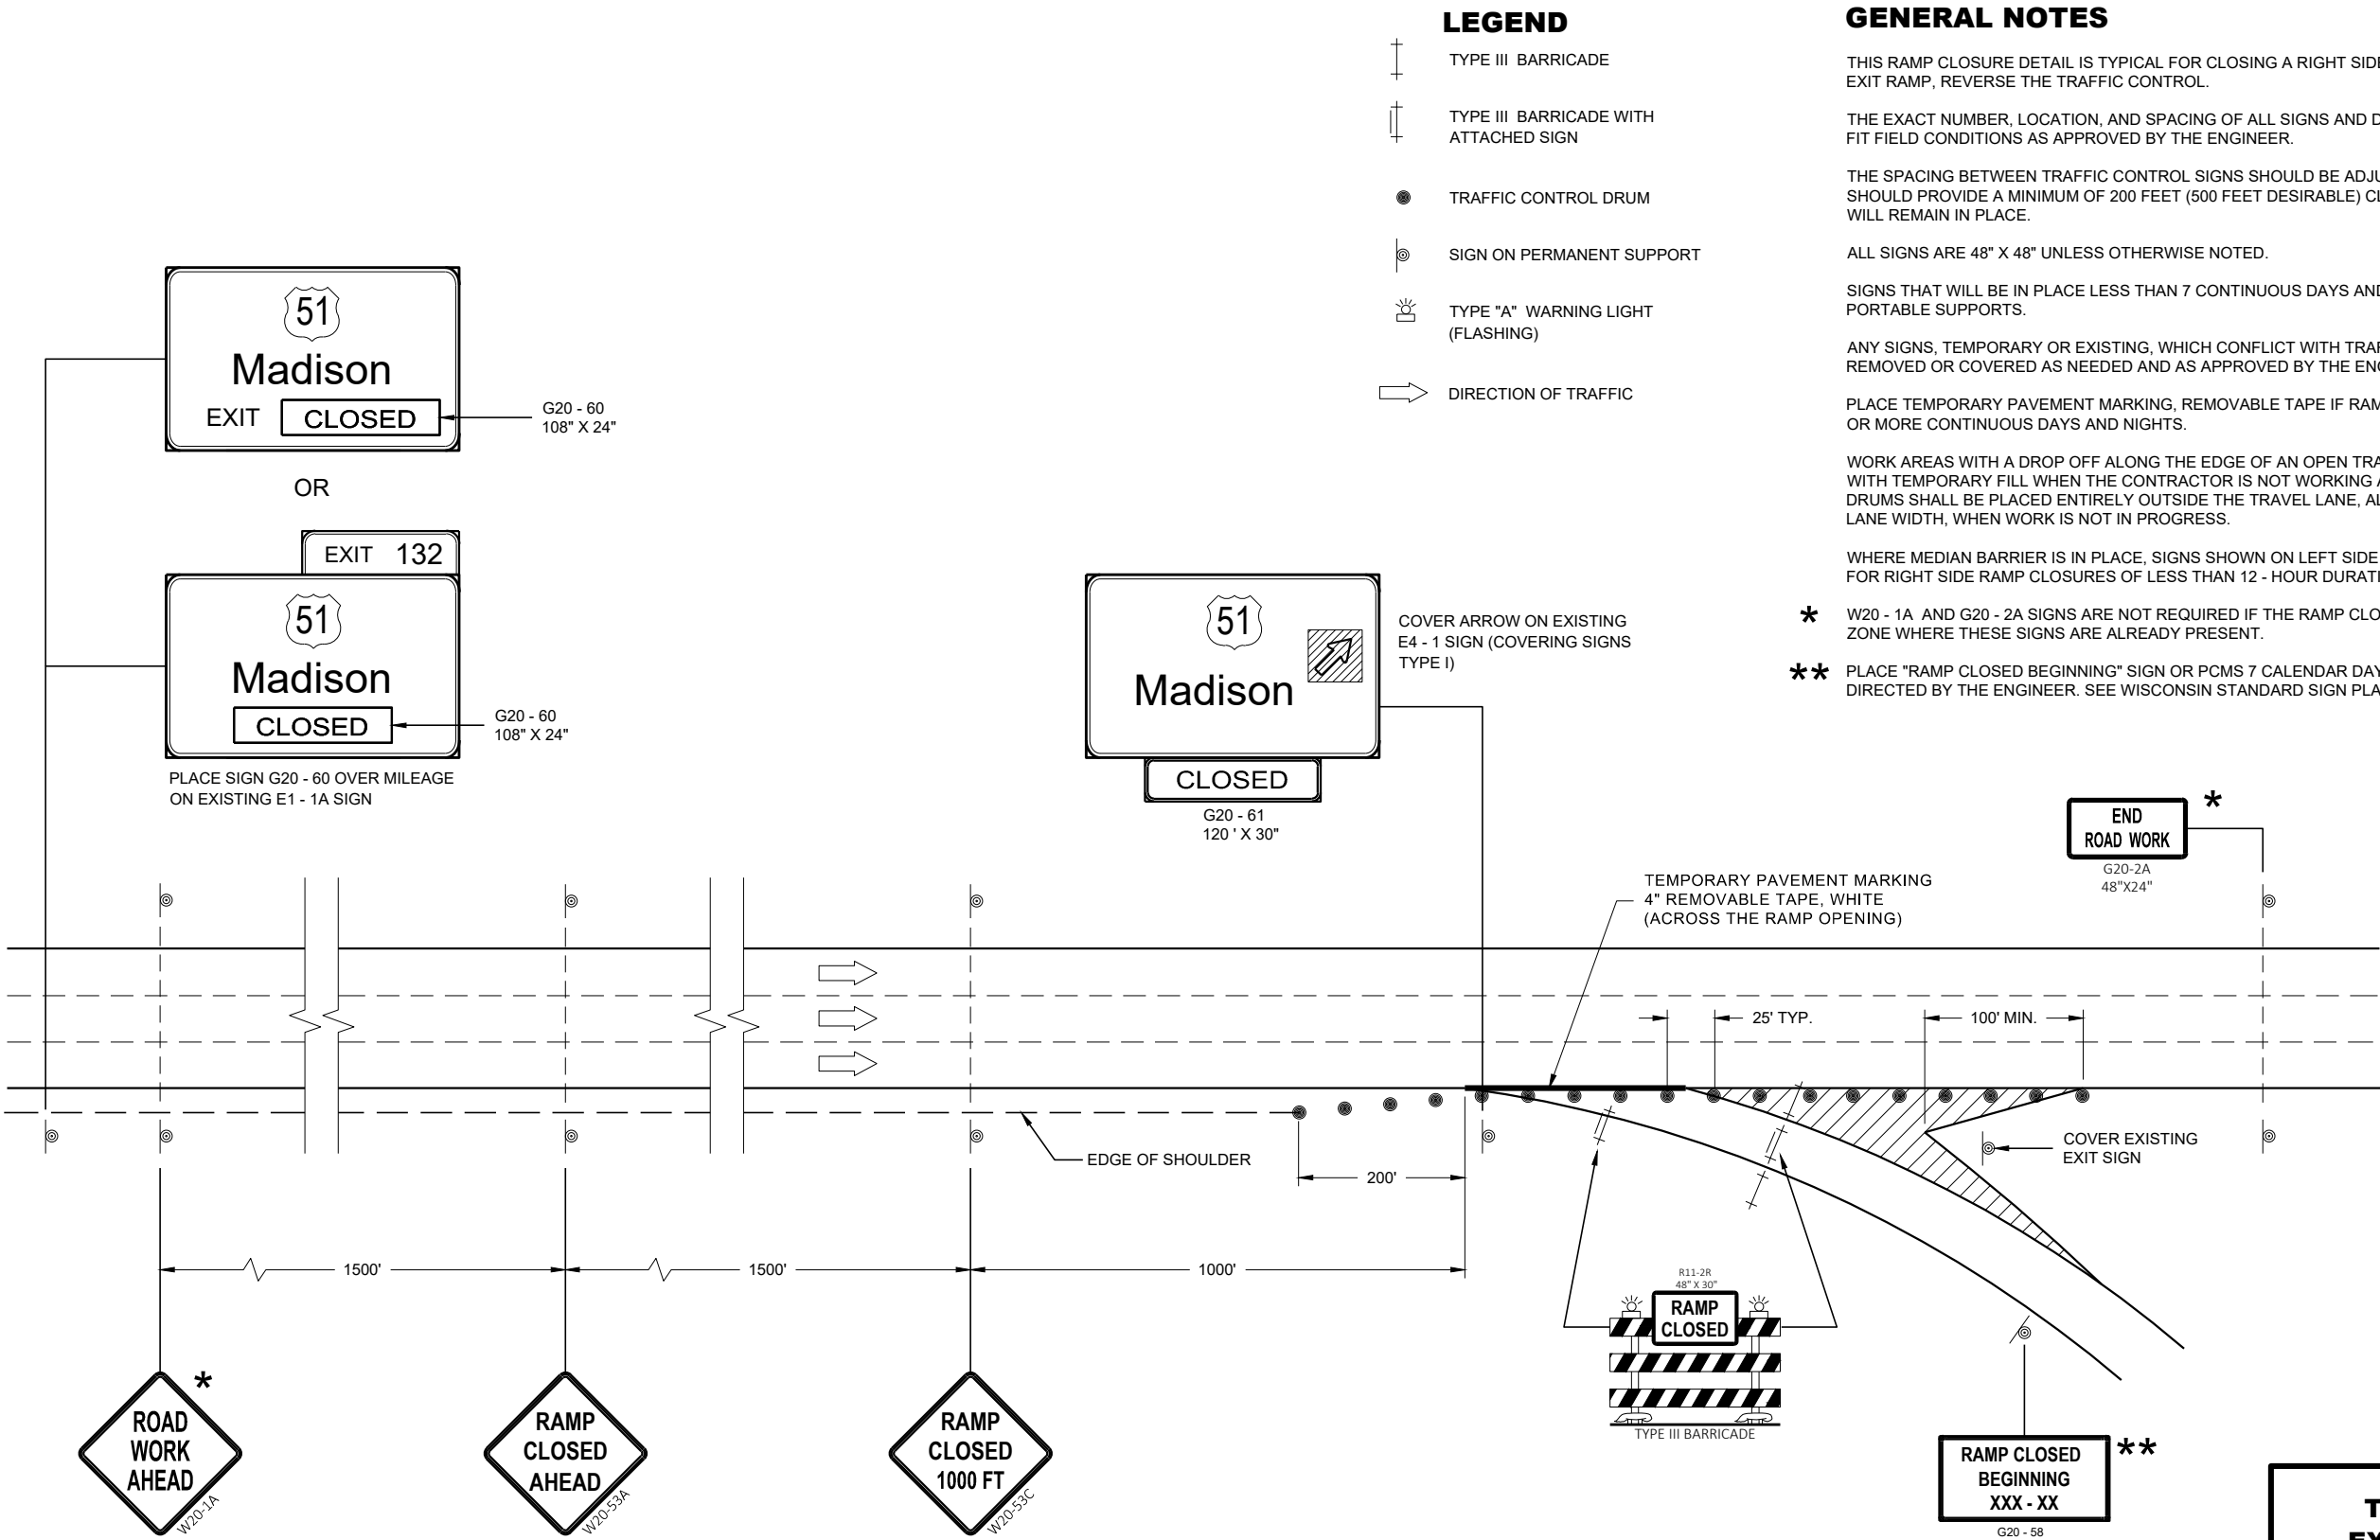 LEGEND
TYPE III BARRICADE
TYPE III BARRICADE WITH
ATTACHED SIGN
TRAFFIC CONTROL DRUM
SIGN ON PERMANENT SUPPORT
TYPE "A" WARNING LIGHT
(FLASHING)
DIRECTION OF TRAFFIC
GENERAL NOTES
THIS RAMP CLOSURE DETAIL IS TYPICAL FOR CLOSING A RIGHT SIDE
EXIT RAMP, REVERSE THE TRAFFIC CONTROL.
THE EXACT NUMBER, LOCATION, AND SPACING OF ALL SIGNS AND D
FIT FIELD CONDITIONS AS APPROVED BY THE ENGINEER.
THE SPACING BETWEEN TRAFFIC CONTROL SIGNS SHOULD BE ADJU
SHOULD PROVIDE A MINIMUM OF 200 FEET (500 FEET DESIRABLE) CL
WILL REMAIN IN PLACE.
ALL SIGNS ARE 48" X 48" UNLESS OTHERWISE NOTED.
SIGNS THAT WILL BE IN PLACE LESS THAN 7 CONTINUOUS DAYS AND
PORTABLE SUPPORTS.
ANY SIGNS, TEMPORARY OR EXISTING, WHICH CONFLICT WITH TRAF
REMOVED OR COVERED AS NEEDED AND AS APPROVED BY THE ENG
PLACE TEMPORARY PAVEMENT MARKING, REMOVABLE TAPE IF RAM
OR MORE CONTINUOUS DAYS AND NIGHTS.
WORK AREAS WITH A DROP OFF ALONG THE EDGE OF AN OPEN TRA
WITH TEMPORARY FILL WHEN THE CONTRACTOR IS NOT WORKING A
DRUMS SHALL BE PLACED ENTIRELY OUTSIDE THE TRAVEL LANE, AL
LANE WIDTH, WHEN WORK IS NOT IN PROGRESS.
WHERE MEDIAN BARRIER IS IN PLACE, SIGNS SHOWN ON LEFT SIDE
FOR RIGHT SIDE RAMP CLOSURES OF LESS THAN 12 - HOUR DURATI
* W20 - 1A AND G20 - 2A SIGNS ARE NOT REQUIRED IF THE RAMP CLO
ZONE WHERE THESE SIGNS ARE ALREADY PRESENT.
** PLACE "RAMP CLOSED BEGINNING" SIGN OR PCMS 7 CALENDAR DAY
DIRECTED BY THE ENGINEER. SEE WISCONSIN STANDARD SIGN PLA
51
Madison
EXIT CLOSED
G20 - 60
108" X 24"
OR
EXIT 132
51
Madison
CLOSED
G20 - 60
108" X 24"
PLACE SIGN G20 - 60 OVER MILEAGE
ON EXISTING E1 - 1A SIGN
51
Madison
CLOSED
G20 - 61
120 ' X 30"
COVER ARROW ON EXISTING
E4 - 1 SIGN (COVERING SIGNS
TYPE I)
END
ROAD WORK
*
G20-2A
48"X24"
TEMPORARY PAVEMENT MARKING
4" REMOVABLE TAPE, WHITE
(ACROSS THE RAMP OPENING)
25' TYP.
100' MIN.
EDGE OF SHOULDER
200'
COVER EXISTING
EXIT SIGN
1500'
1500'
1000'
R11-2R
48" X 30"
RAMP
CLOSED
TYPE III BARRICADE
ROAD
WORK
AHEAD
*
W20-1A
RAMP
CLOSED
AHEAD
W20-53A
RAMP
CLOSED
1000 FT
W20-53C
RAMP CLOSED
BEGINNING
XXX - XX
**
G20 - 58